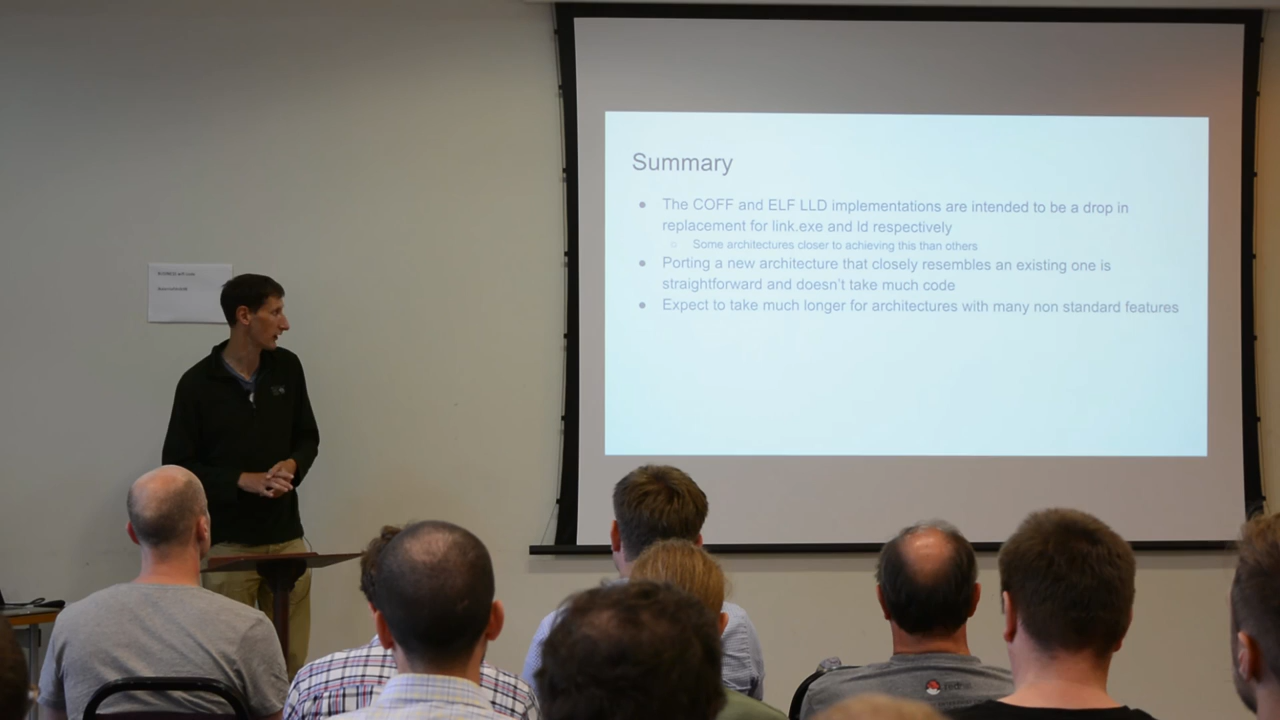 Summary
● The COFF and ELF LLD implementations are intended to be a drop in
replacement for link.exe and ld respectively
○ Some architectures closer to achieving this than others
● Porting a new architecture that closely resembles an existing one is
straightforward and doesn't take much code
● Expect to take much longer for architectures with many non standard features
redhat